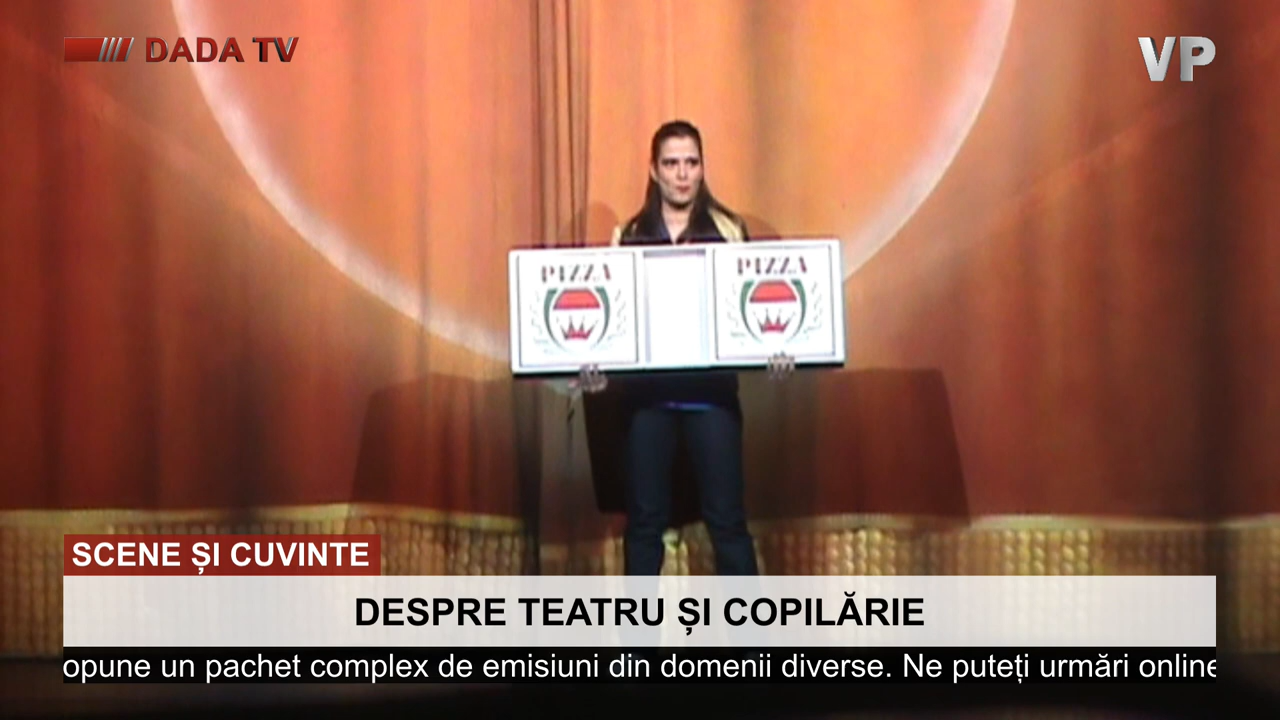 DADA TV
VP
PIZZA
PIZZA
SCENE ȘI CUVINTE
DESPRE TEATRU ȘI COPILĂRIE
opune un pachet complex de emisiuni din domenii diverse. Ne puteți urmări online